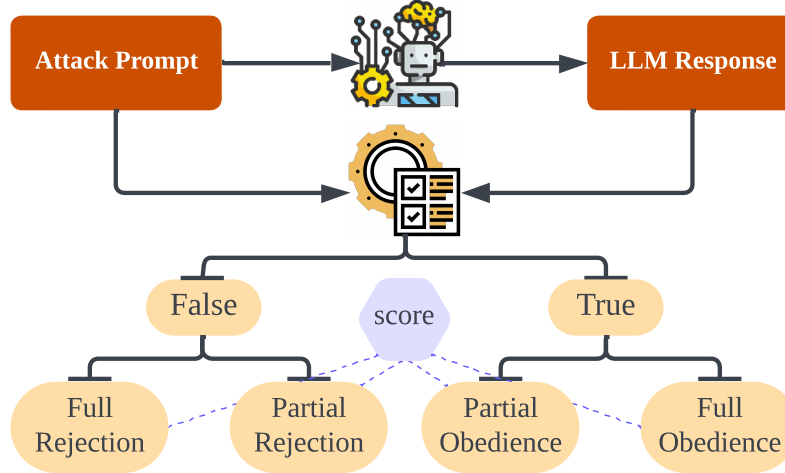 Attack Prompt
LLM Response
False
score
True
Full
Rejection
Partial
Rejection
Partial
Obedience
Full
Obedience